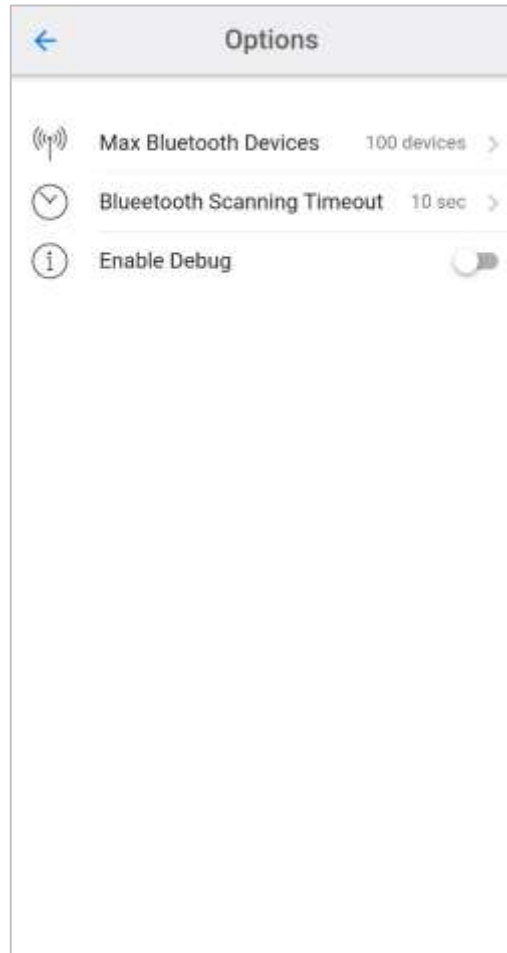 Options
Max Bluetooth Devices 100 devices
Blueetooth Scanning Timeout 10 sec
Enable Debug